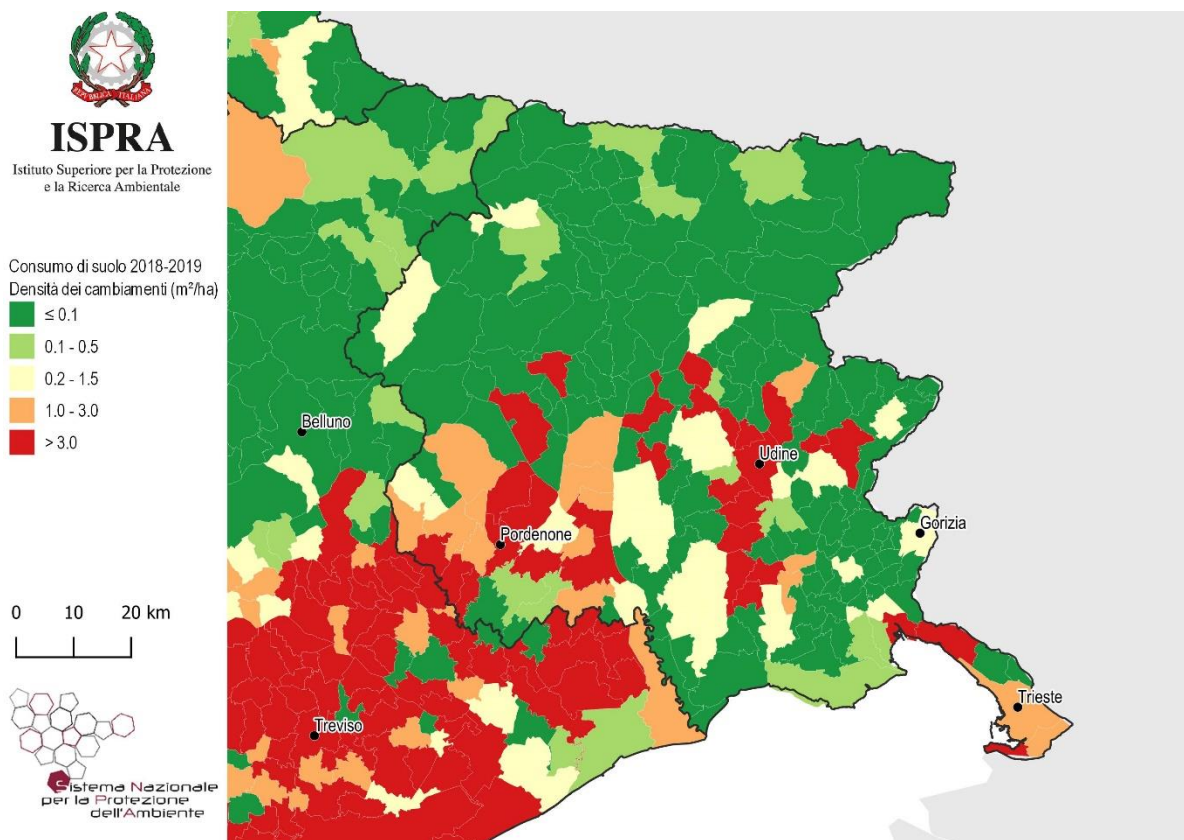 REPVBBLICA ITALIANA
ISPRA
Istituto Superiore per la Protezione
e la Ricerca Ambientale
Consumo di suolo 2018-2019
Densità dei cambiamenti (m²/ha)
≤ 0.1
0.1 - 0.5
0.2 - 1.5
1.0 - 3.0
> 3.0
0 10 20 km
Sistema Nazionale
per la Protezione
dell'Ambiente
Belluno
Udine
Gorizia
Pordenone
Trieste
Treviso